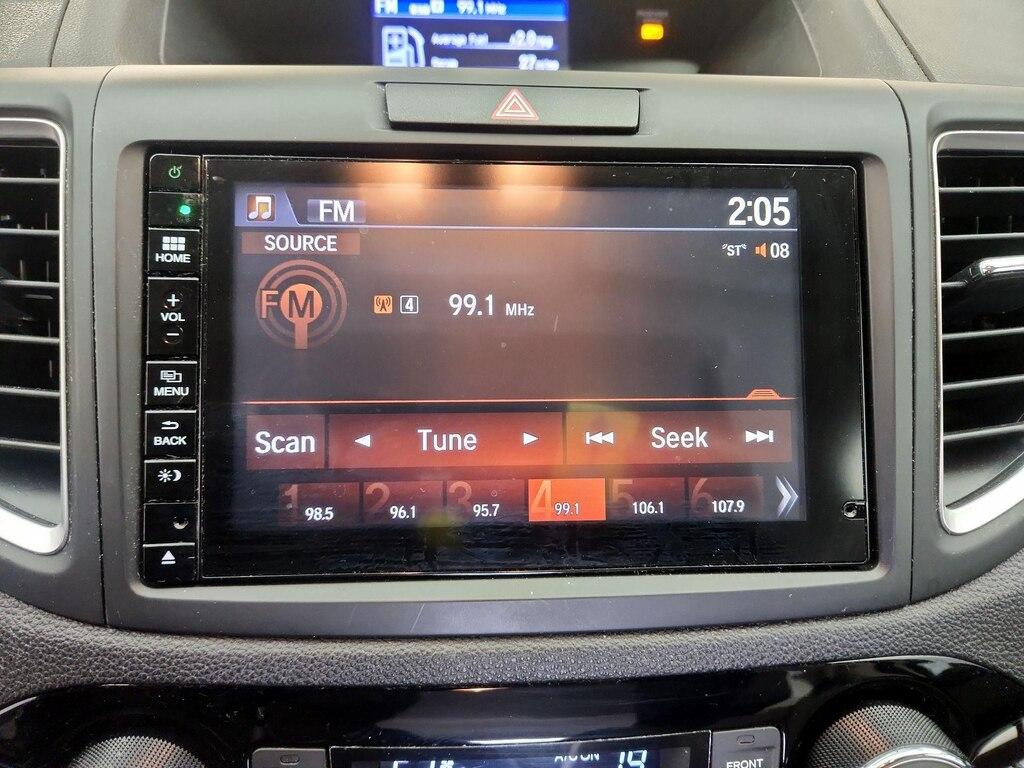 FM 99.1 MHz
Average Fuel
Range
FM 2:05
SOURCE
ST 08
FM
4 99.1 MHz
HOME
+
VOL
−
MENU
BACK
Scan Tune Seek
1 98.5 2 96.1 3 95.7 4 99.1 5 106.1 6 107.9
A/C ON 19
FRONT